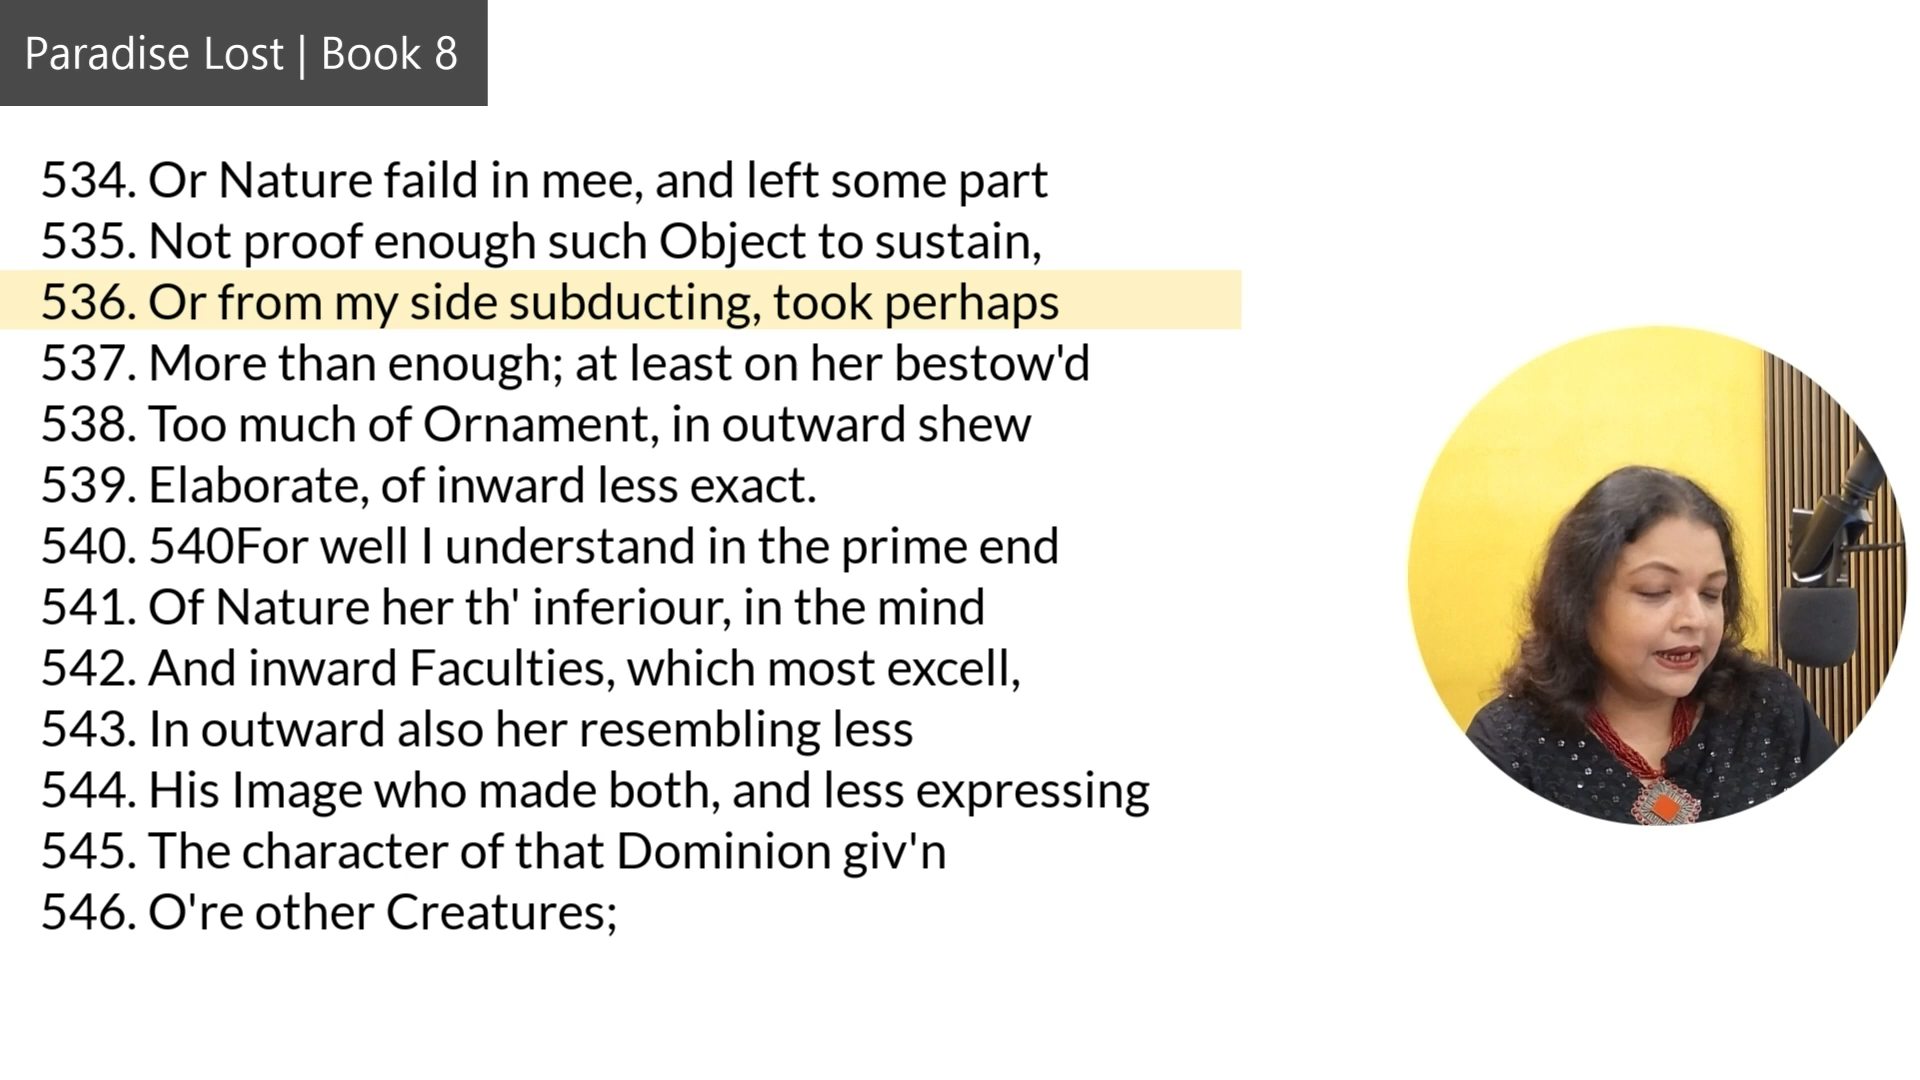 Paradise Lost | Book 8
534. Or Nature faild in mee, and left some part
535. Not proof enough such Object to sustain,
536. Or from my side subducting, took perhaps
537. More than enough; at least on her bestow'd
538. Too much of Ornament, in outward shew
539. Elaborate, of inward less exact.
540. 540For well I understand in the prime end
541. Of Nature her th' inferiour, in the mind
542. And inward Faculties, which most excell,
543. In outward also her resembling less
544. His Image who made both, and less expressing
545. The character of that Dominion giv'n
546. O're other Creatures;